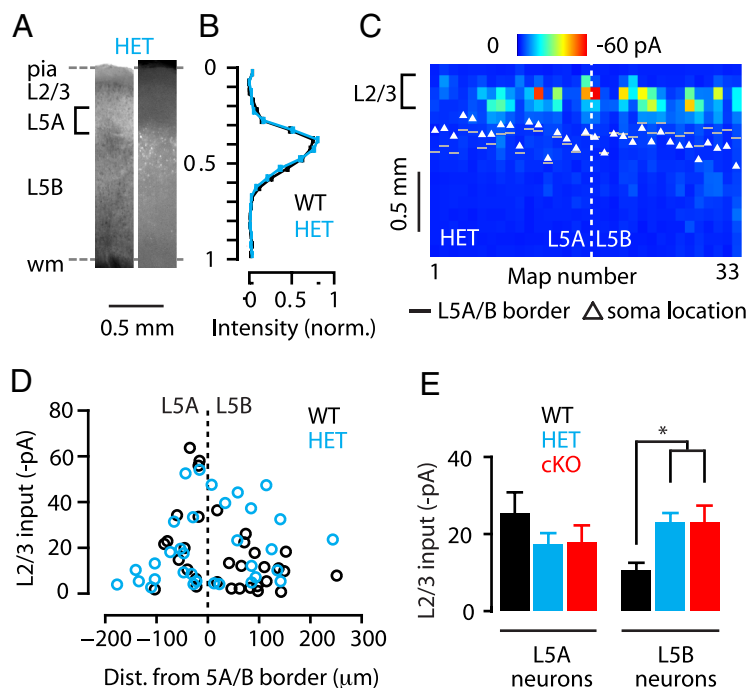 A
HET
pia
L2/3
L5A
L5B
wm
0.5 mm
B
0
0.5
1
WT
HET
0 0.5 1
Intensity (norm.)
C
0 -60 pA
L2/3
0.5 mm
HET
L5A L5B
1 33
Map number
L5A/B border
soma location
D
L5A L5B
WT
HET
80
60
40
20
0
L2/3 input (-pA)
−200 −100 0 100 200 300
Dist. from 5A/B border (μm)
E
WT
HET
cKO
*
40
20
0
L2/3 input (-pA)
L5A neurons
L5B neurons